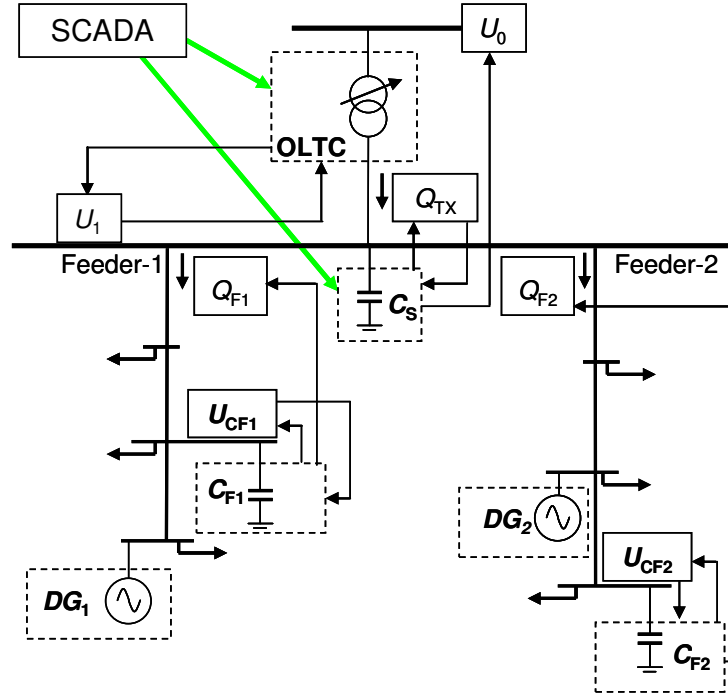 SCADA
U0
OLTC
U1
QTX
Feeder-1
Feeder-2
QF1
CS
QF2
UCF1
CF1
DG2
UCF2
DG1
CF2